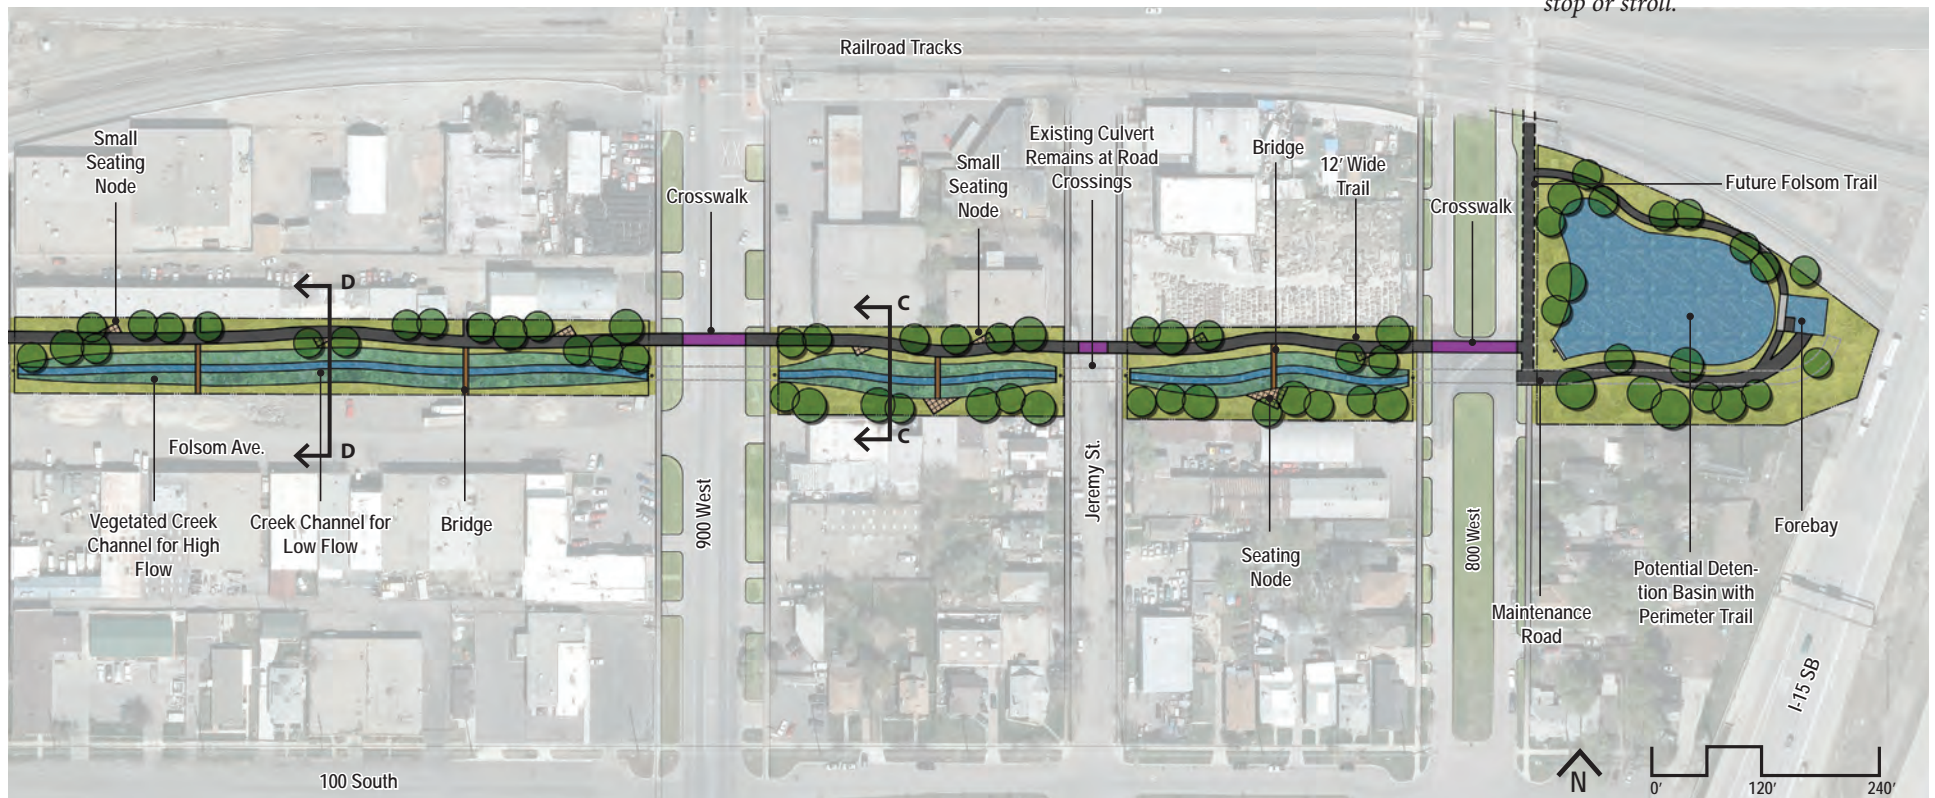 stop or stroll.
Railroad Tracks
Small
Seating
Node
Crosswalk
Small
Seating
Node
Existing Culvert
Remains at Road
Crossings
Bridge
12' Wide
Trail
Crosswalk
Future Folsom Trail
D
C
D
C
Folsom Ave.
Vegetated Creek
Channel for High
Flow
Creek Channel for
Low Flow
Bridge
900 West
Jeremy St.
Seating
Node
800 West
Maintenance
Road
Potential Deten-
tion Basin with
Perimeter Trail
Forebay
I-15 SB
100 South
N
0'
120'
240'